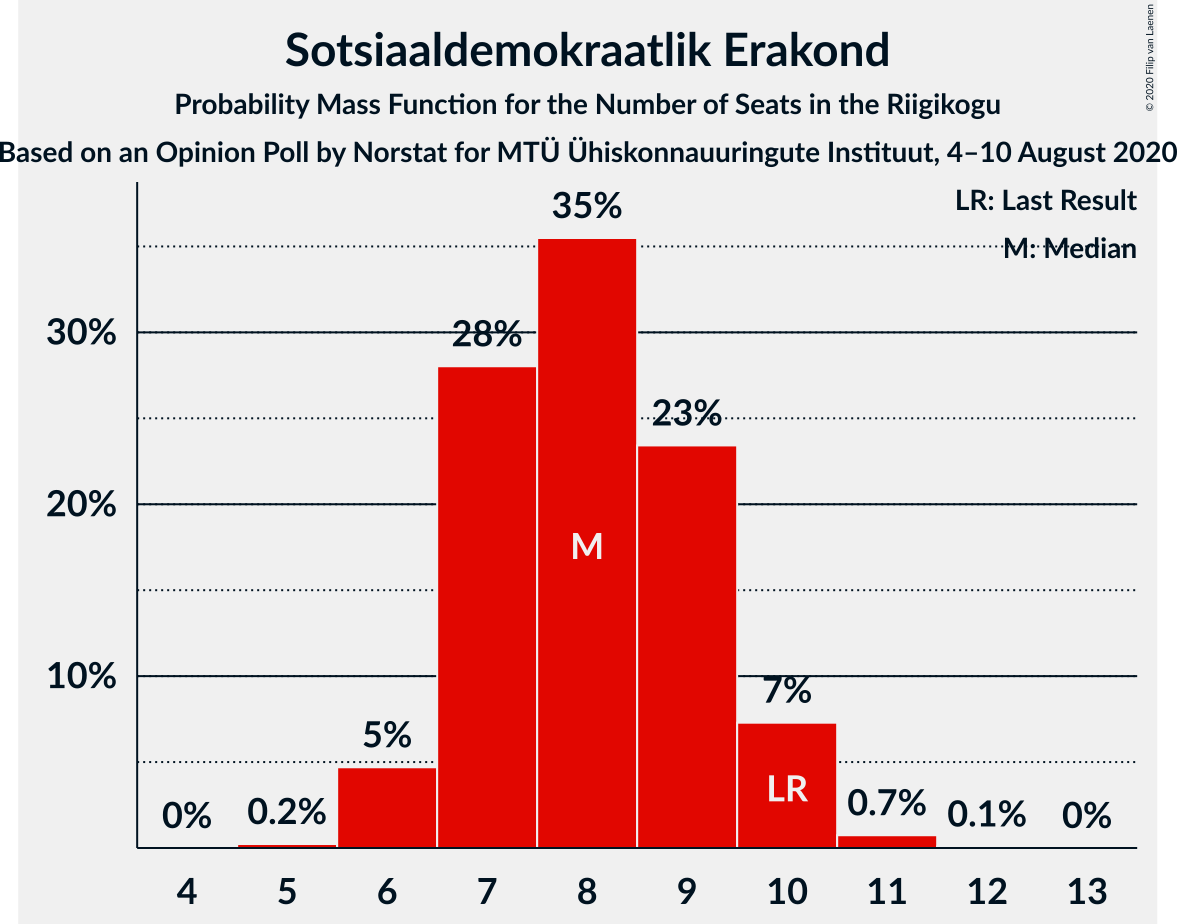 Sotsiaaldemokraatlik Erakond
Probability Mass Function for the Number of Seats in the Riigikogu
Based on an Opinion Poll by Norstat for MTÜ Ühiskonnauuringute Instituut, 4–10 August 2020
© 2020 Filip van Laenen
LR: Last Result
M: Median
35%
28%
23%
7%
5%
0%
0.2%
0.7%
0.1%
0%
M
LR
30%
20%
10%
4 5 6 7 8 9 10 11 12 13